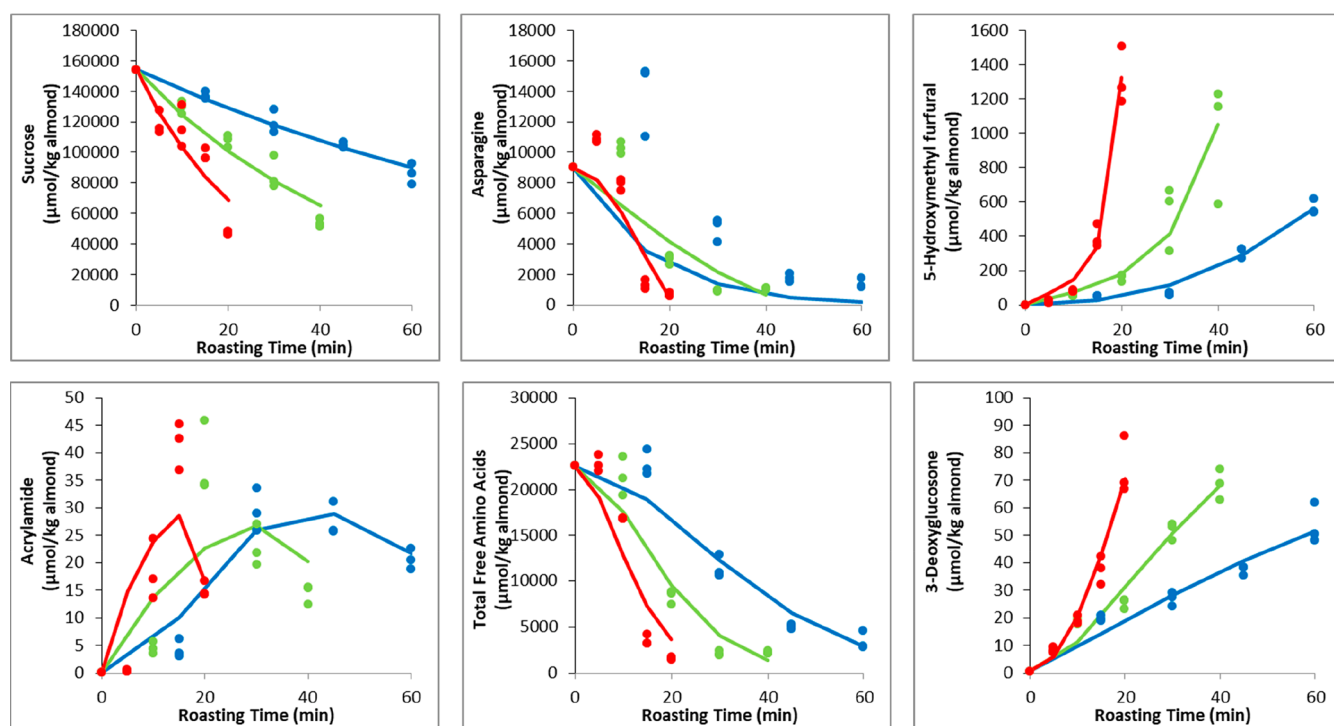 Sucrose
(µmol/kg almond)
180000
160000
140000
120000
100000
80000
60000
40000
20000
0
0 20 40 60
Roasting Time (min)
Asparagine
(µmol/kg almond)
18000
16000
14000
12000
10000
8000
6000
4000
2000
0
0 20 40 60
Roasting Time (min)
5-Hydroxymethyl furfural
(µmol/kg almond)
1600
1400
1200
1000
800
600
400
200
0
0 20 40 60
Roasting Time (min)
Acrylamide
(µmol/kg almond)
50
45
40
35
30
25
20
15
10
5
0
0 20 40 60
Roasting Time (min)
Total Free Amino Acids
(µmol/kg almond)
30000
25000
20000
15000
10000
5000
0
0 20 40 60
Roasting Time (min)
3-Deoxyglucosone
(µmol/kg almond)
100
90
80
70
60
50
40
30
20
10
0
0 20 40 60
Roasting Time (min)